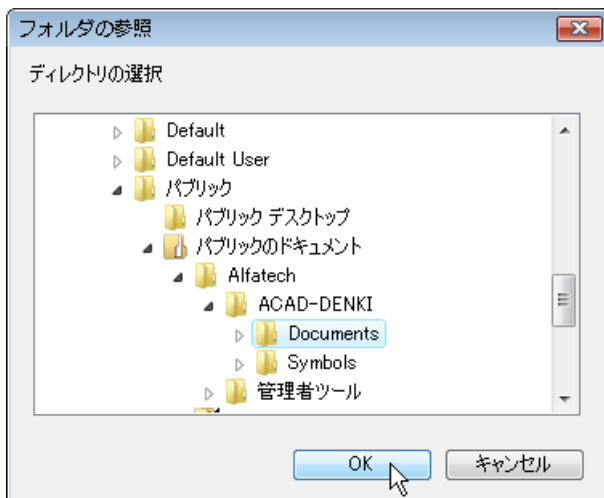 フォルダの参照
ディレクトリの選択
Default
Default User
パブリック
パブリック デスクトップ
パブリックのドキュメント
Alfatech
ACAD-DENKI
Documents
Symbols
管理者ツール
OK
キャンセル